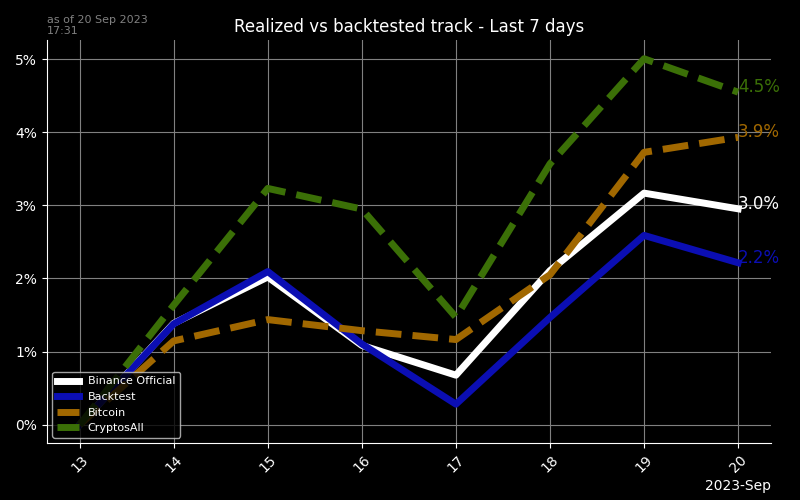 as of 20 Sep 2023
17:31
Realized vs backtested track - Last 7 days
5%
4%
3%
2%
1%
0%
4.5%
3.9%
3.0%
2.2%
Binance Official
Backtest
Bitcoin
CryptosAll
13
14
15
16
17
18
19
20
2023-Sep